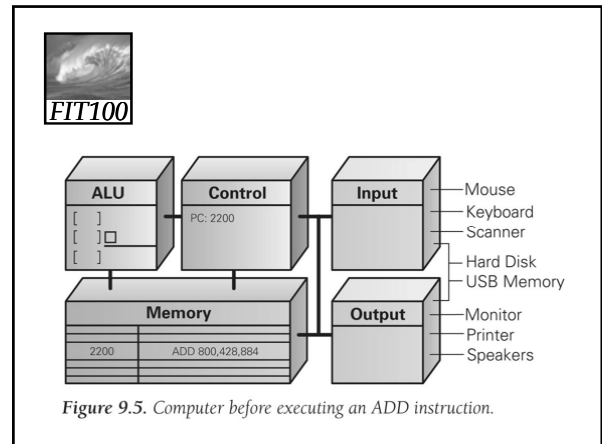 FIT100
ALU
[ ]
[ ]
[ ]
Control
PC: 2200
Input
Mouse
Keyboard
Scanner
Hard Disk
USB Memory
Memory
2200 ADD 800,428,884
Output
Monitor
Printer
Speakers
Figure 9.5. Computer before executing an ADD instruction.